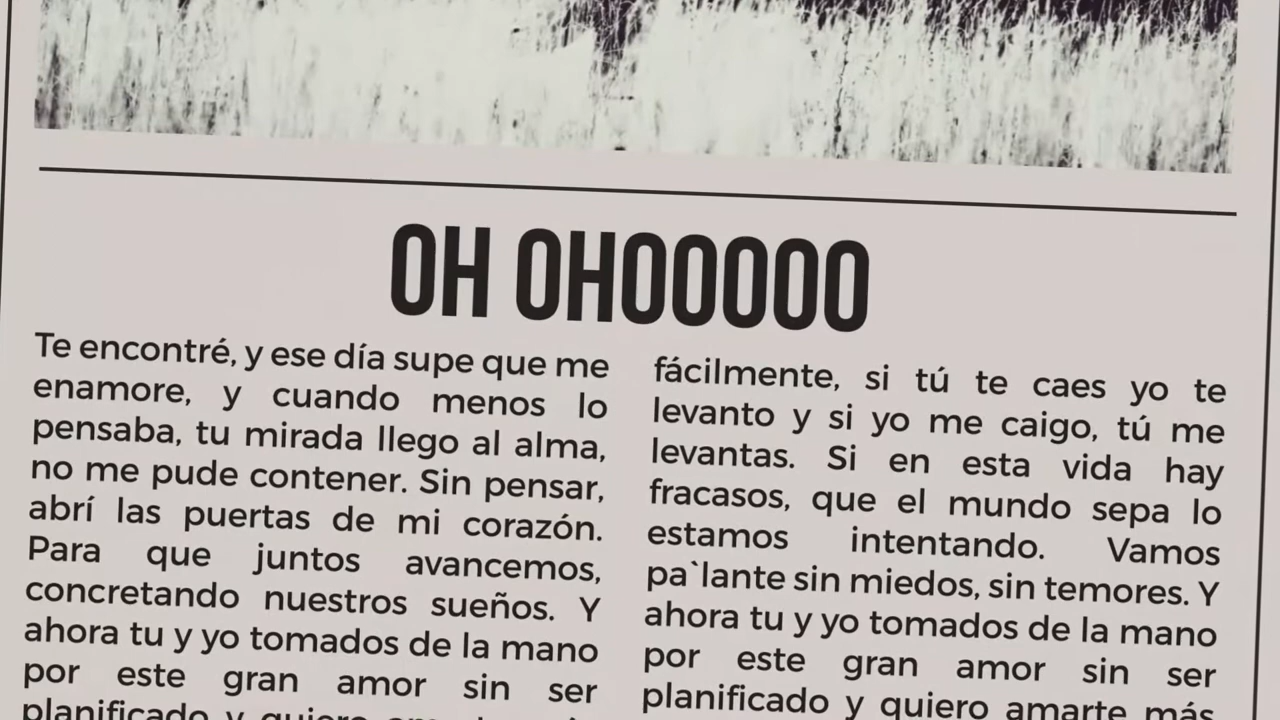 OH OHOOOOO
Te encontré, y ese día supe que me
enamore, y cuando menos lo
pensaba, tu mirada llego al alma,
no me pude contener. Sin pensar,
abrí las puertas de mi corazón.
Para que juntos avancemos,
concretando nuestros sueños. Y
ahora tu y yo tomados de la mano
por este gran amor sin ser
planificado y quiero
fácilmente, si tú te caes yo te
levanto y si yo me caigo, tú me
levantas. Si en esta vida hay
fracasos, que el mundo sepa lo
estamos intentando. Vamos
pa`lante sin miedos, sin temores. Y
ahora tu y yo tomados de la mano
por este gran amor sin ser
planificado y quiero amarte más